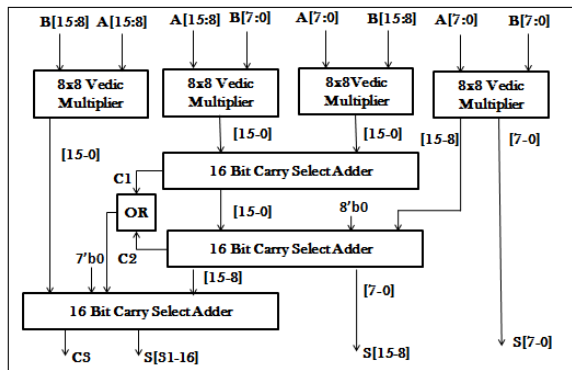 B[15:8] A[15:8] A[15:8] B[7:0] A[7:0] B[15:8] A[7:0] B[7:0]
8x8 Vedic Multiplier
8x8 Vedic Multiplier
8x8Vedic Multiplier
8x8 Vedic Multiplier
[15-0] [15-0] [15-0] [15-8] [7-0]
C1
16 Bit Carry Select Adder
OR
[15-0]
8'b0
7'b0
C2
16 Bit Carry Select Adder
[15-8]
[7-0]
16 Bit Carry Select Adder
C3
S[31-16]
S[15-8]
S[7-0]